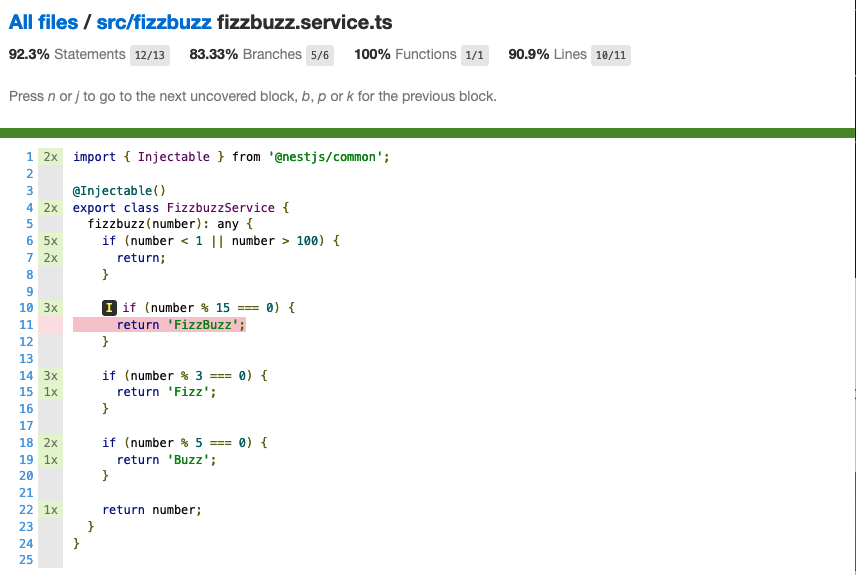 All files / src/fizzbuzz fizzbuzz.service.ts
92.3% Statements 12/13 83.33% Branches 5/6 100% Functions 1/1 90.9% Lines 10/11
Press n or j to go to the next uncovered block, b, p or k for the previous block.
1 2x import { Injectable } from '@nestjs/common';
2
3 @Injectable()
4 2x export class FizzbuzzService {
5 fizzbuzz(number): any {
6 5x if (number < 1 || number > 100) {
7 2x return;
8 }
9
10 3x I if (number % 15 === 0) {
11 return 'FizzBuzz';
12 }
13
14 3x if (number % 3 === 0) {
15 1x return 'Fizz';
16 }
17
18 2x if (number % 5 === 0) {
19 1x return 'Buzz';
20 }
21
22 1x return number;
23 }
24 }
25